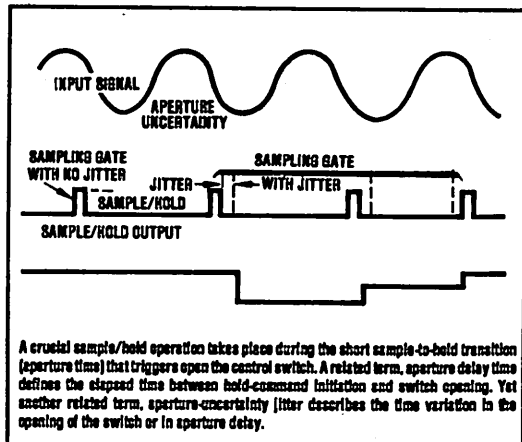 INPUT SIGNAL
APERTURE
UNCERTAINTY
SAMPLING GATE
WITH NO JITTER
SAMPLING GATE
JITTER
WITH JITTER
SAMPLE/HOLD
SAMPLE/HOLD OUTPUT
A crucial sample/hold operation takes place during the short sample-to-hold transition
(aperture time) that triggers open the control switch. A related term, aperture delay time
defines the elapsed time between hold-command initiation and switch opening. Yet
another related term, aperture-uncertainty jitter describes the time variation in the
opening of the switch or in aperture delay.